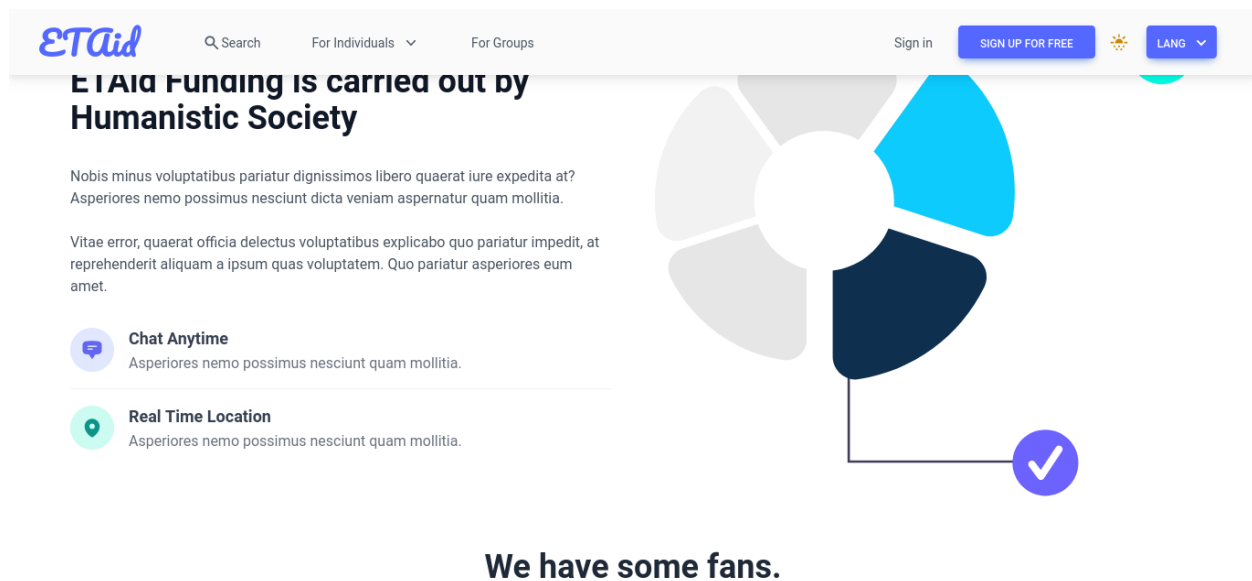 ETAid
Search
For Individuals
For Groups
Sign in
SIGN UP FOR FREE
LANG
ETAid Funding is carried out by
Humanistic Society
Nobis minus voluptatibus pariatur dignissimos libero quaerat iure expedita at?
Asperiores nemo possimus nesciunt dicta veniam aspernatur quam mollitia.
Vitae error, quaerat officia delectus voluptatibus explicabo quo pariatur impedit, at
reprehenderit aliquam a ipsum quas voluptatem. Quo pariatur asperiores eum
amet.
Chat Anytime
Asperiores nemo possimus nesciunt quam mollitia.
Real Time Location
Asperiores nemo possimus nesciunt quam mollitia.
We have some fans.